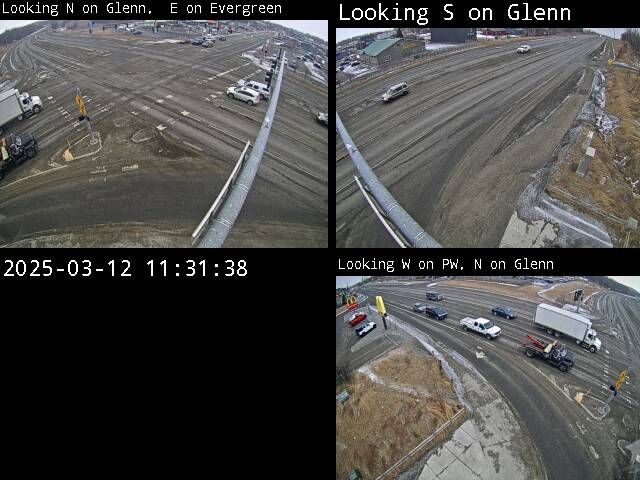 Looking N on Glenn, E on Evergreen
Looking S on Glenn
2025-03-12 11:31:38
Looking W on PW, N on Glenn